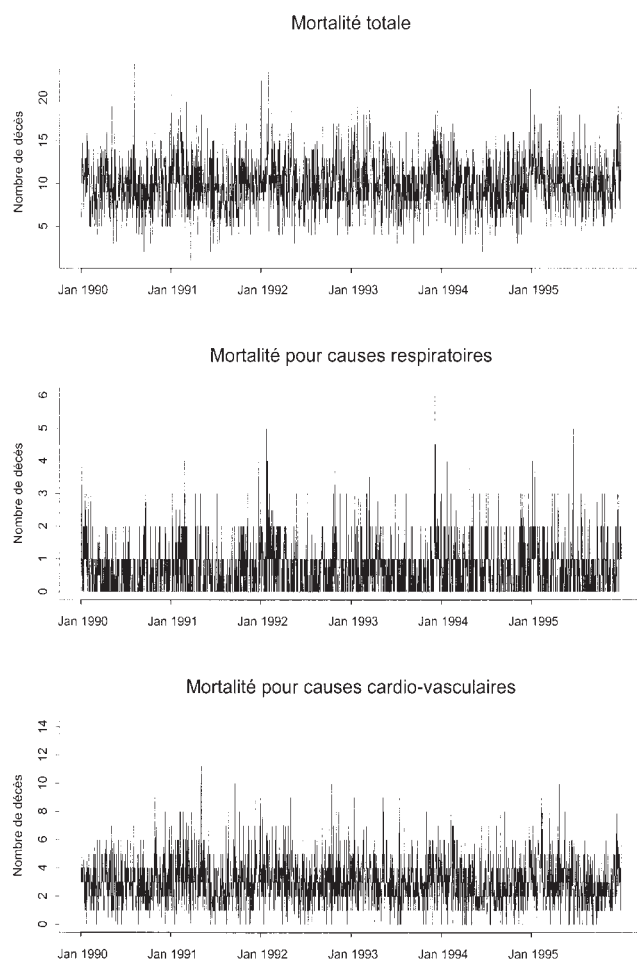 Mortalité totale
Nombre de décès
20
15
10
5
Jan 1990 Jan 1991 Jan 1992 Jan 1993 Jan 1994 Jan 1995
Mortalité pour causes respiratoires
Nombre de décès
6
5
4
3
2
1
0
Jan 1990 Jan 1991 Jan 1992 Jan 1993 Jan 1994 Jan 1995
Mortalité pour causes cardio-vasculaires
Nombre de décès
14
12
10
8
6
4
2
0
Jan 1990 Jan 1991 Jan 1992 Jan 1993 Jan 1994 Jan 1995